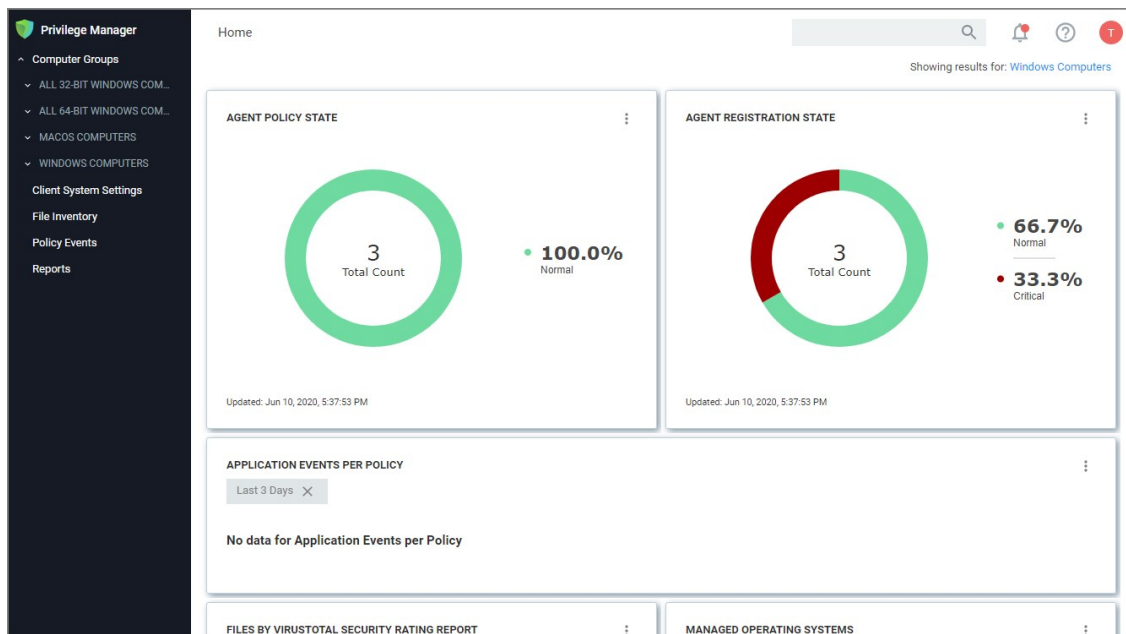 Privilege Manager
Computer Groups
ALL 32-BIT WINDOWS COM...
ALL 64-BIT WINDOWS COM...
MACOS COMPUTERS
WINDOWS COMPUTERS
Client System Settings
File Inventory
Policy Events
Reports
Home
T
Showing results for: Windows Computers
AGENT POLICY STATE
3
Total Count
100.0%
Normal
Updated: Jun 10, 2020, 5:37:53 PM
AGENT REGISTRATION STATE
3
Total Count
66.7%
Normal
33.3%
Critical
Updated: Jun 10, 2020, 5:37:53 PM
APPLICATION EVENTS PER POLICY
Last 3 Days
No data for Application Events per Policy
FILES BY VIRUSTOTAL SECURITY RATING REPORT
MANAGED OPERATING SYSTEMS